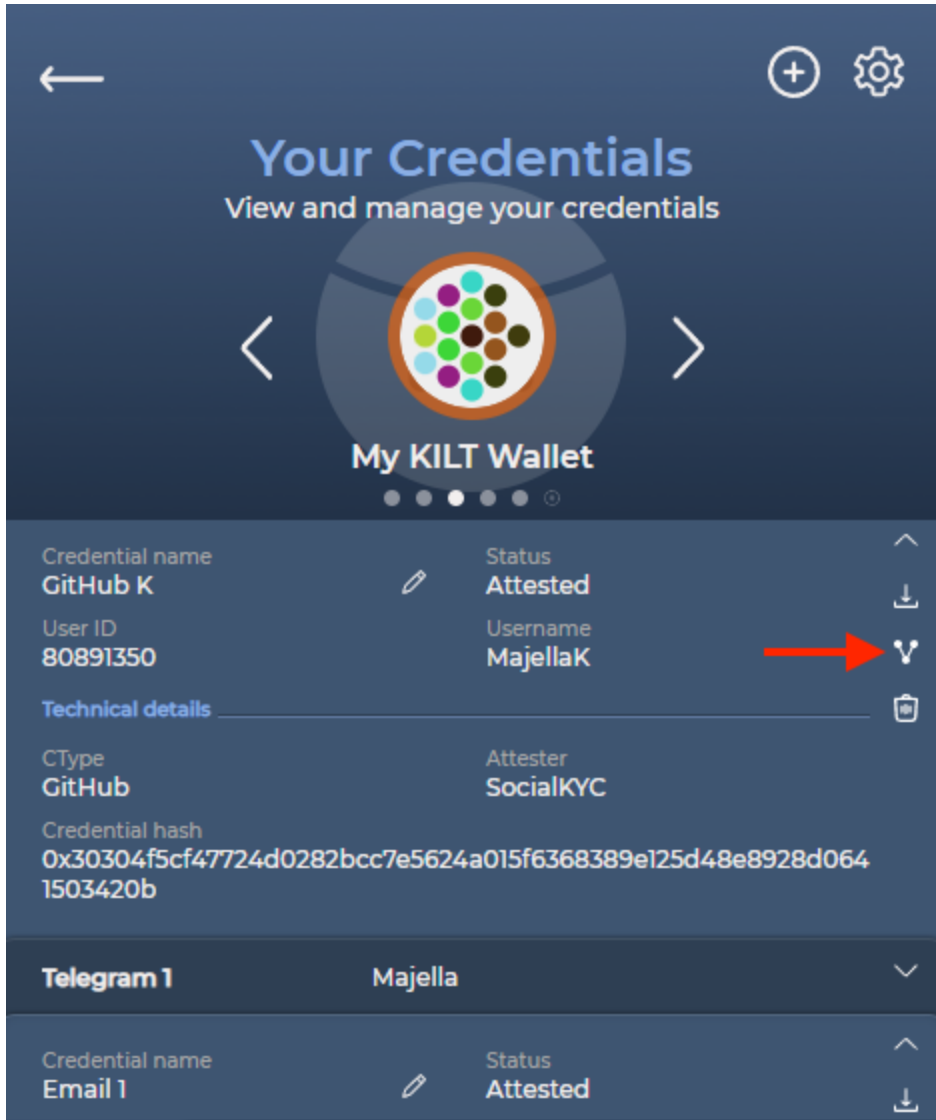 Your Credentials
View and manage your credentials
My KILT Wallet
Credential name
GitHub K
Status
Attested
User ID
80891350
Username
MajellaK
Technical details
CType
GitHub
Attester
SocialKYC
Credential hash
0x30304f5cf47724d0282bcc7e5624a015f6368389e125d48e8928d064
1503420b
Telegram 1 Majella
Credential name
Email 1
Status
Attested